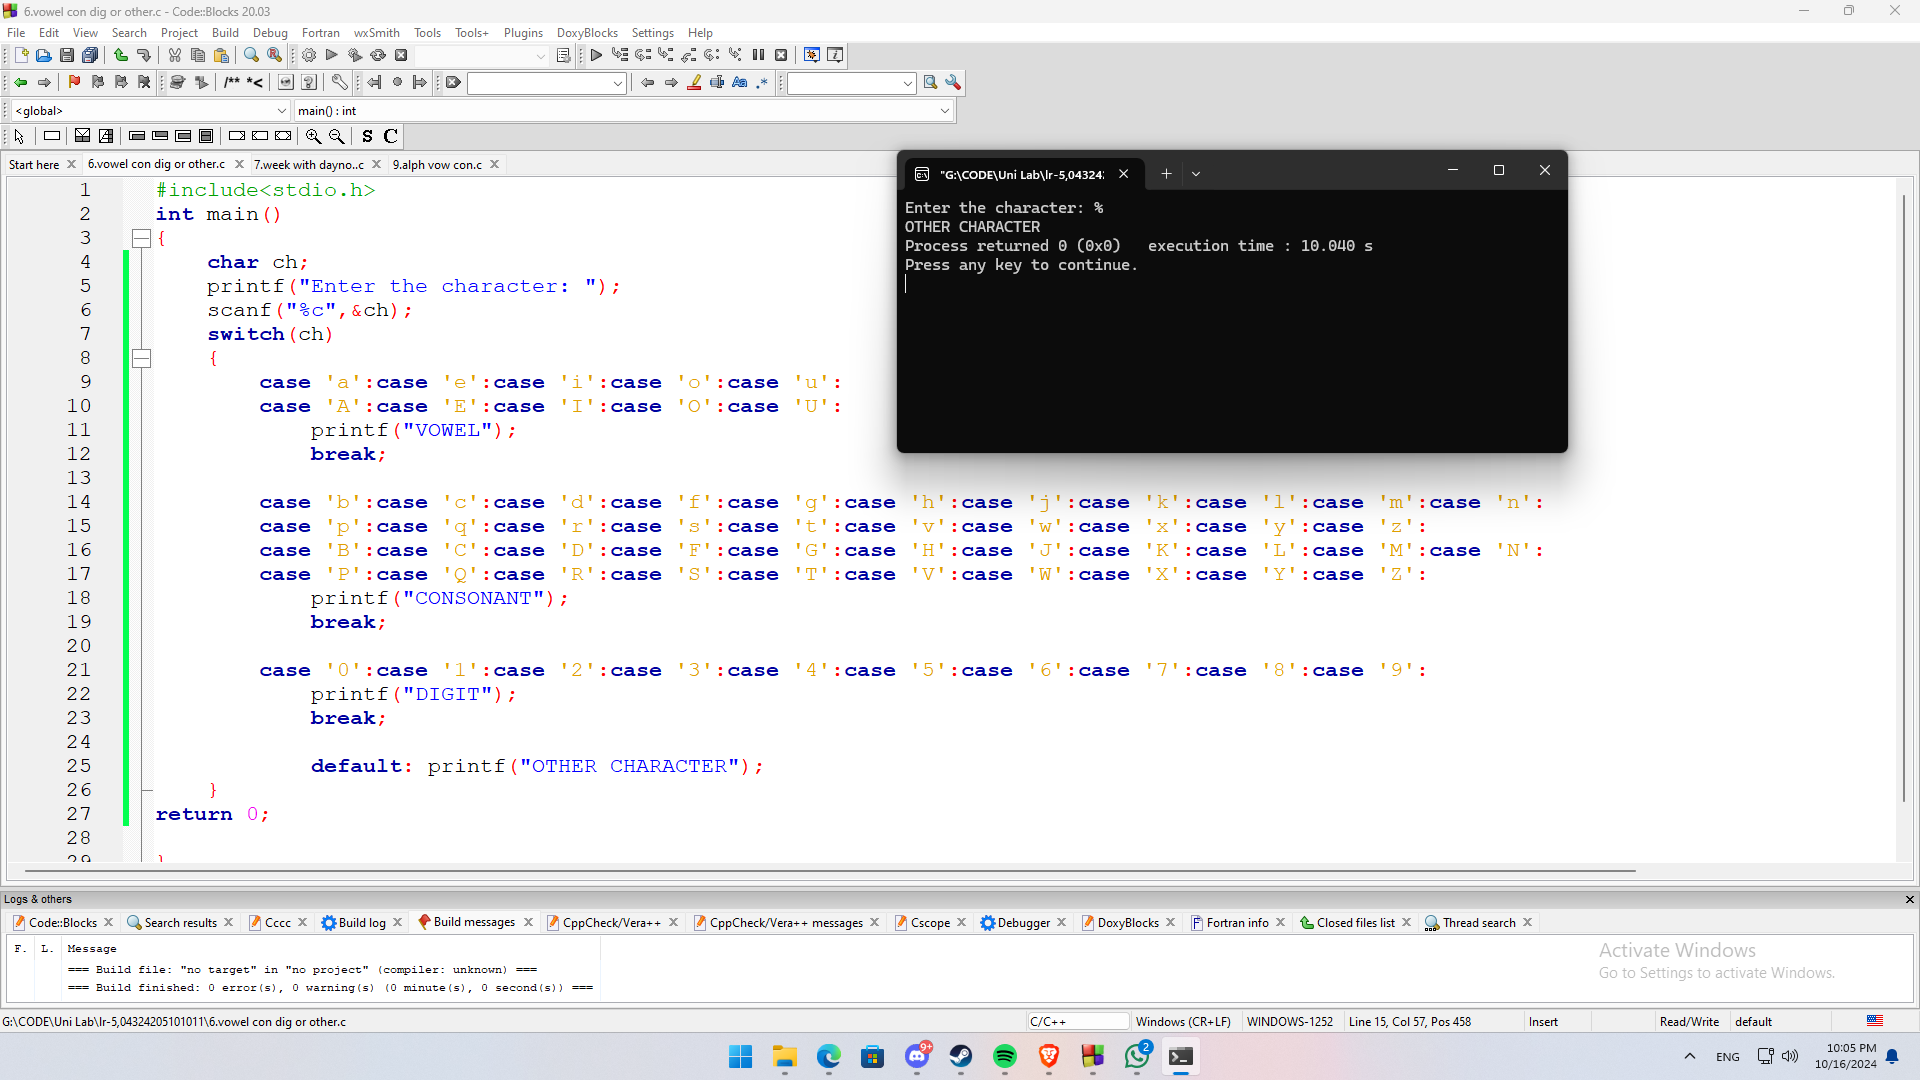 6.vowel con dig or other.c - Code::Blocks 20.03
File Edit View Search Project Build Debug Fortran wxSmith Tools Tools+ Plugins DoxyBlocks Settings Help
/** *<
Aa .*
<global> main() : int
S C
Start here 6.vowel con dig or other.c 7.week with dayno..c 9.alph vow con.c
1 #include<stdio.h>
2 int main()
3 {
4 char ch;
5 printf("Enter the character: ");
6 scanf("%c",&ch);
7 switch(ch)
8 {
9 case 'a':case 'e':case 'i':case 'o':case 'u':
10 case 'A':case 'E':case 'I':case 'O':case 'U':
11 printf("VOWEL");
12 break;
13
14 case 'b':case 'c':case 'd':case 'f':case 'g':case 'h':case 'j':case 'k':case 'l':case 'm':case 'n':
15 case 'p':case 'q':case 'r':case 's':case 't':case 'v':case 'w':case 'x':case 'y':case 'z':
16 case 'B':case 'C':case 'D':case 'F':case 'G':case 'H':case 'J':case 'K':case 'L':case 'M':case 'N':
17 case 'P':case 'Q':case 'R':case 'S':case 'T':case 'V':case 'W':case 'X':case 'Y':case 'Z':
18 printf("CONSONANT");
19 break;
20
21 case '0':case '1':case '2':case '3':case '4':case '5':case '6':case '7':case '8':case '9':
22 printf("DIGIT");
23 break;
24
25 default: printf("OTHER CHARACTER");
26 }
27 return 0;
28
29 }
"G:\CODE\Uni Lab\lr-5,04324
Enter the character: %
OTHER CHARACTER
Process returned 0 (0x0) execution time : 10.040 s
Press any key to continue.
Logs & others
Code::Blocks Search results Cccc Build log Build messages CppCheck/Vera++ CppCheck/Vera++ messages Cscope Debugger DoxyBlocks Fortran info Closed files list Thread search
F. L. Message
=== Build file: "no target" in "no project" (compiler: unknown) ===
=== Build finished: 0 error(s), 0 warning(s) (0 minute(s), 0 second(s)) ===
Activate Windows
Go to Settings to activate Windows.
G:\CODE\Uni Lab\lr-5,04324205101011\6.vowel con dig or other.c C/C++ Windows (CR+LF) WINDOWS-1252 Line 15, Col 57, Pos 458 Insert Read/Write default
9+ 2
ENG
10:05 PM
10/16/2024